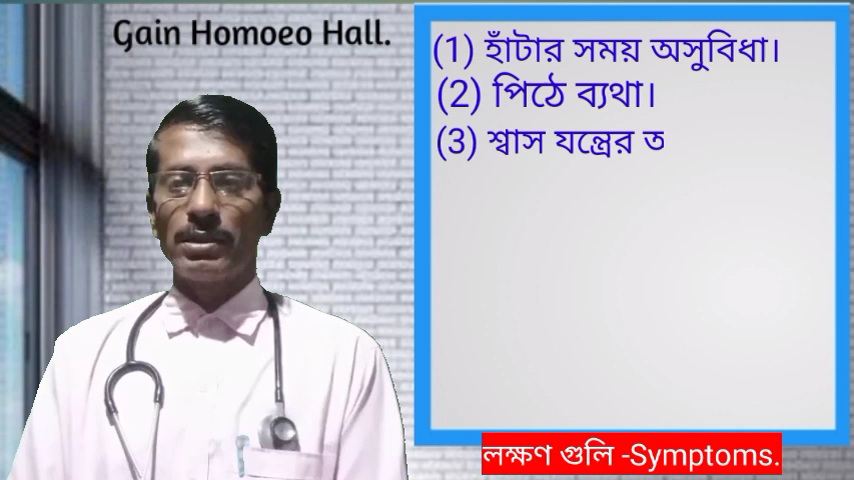 Gain Homoeo Hall.
(1) হাঁটার সময় অসুবিধা।
(2) পিঠে ব্যথা।
(3) শ্বাস যন্ত্রের ত
লক্ষণ গুলি -Symptoms.